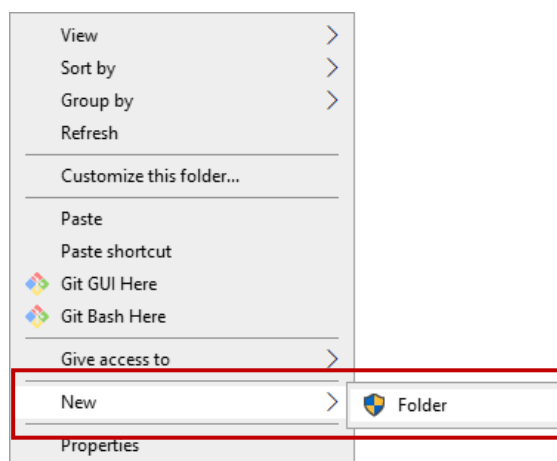 View
Sort by
Group by
Refresh
Customize this folder...
Paste
Paste shortcut
Git GUI Here
Git Bash Here
Give access to
New
Folder
Properties